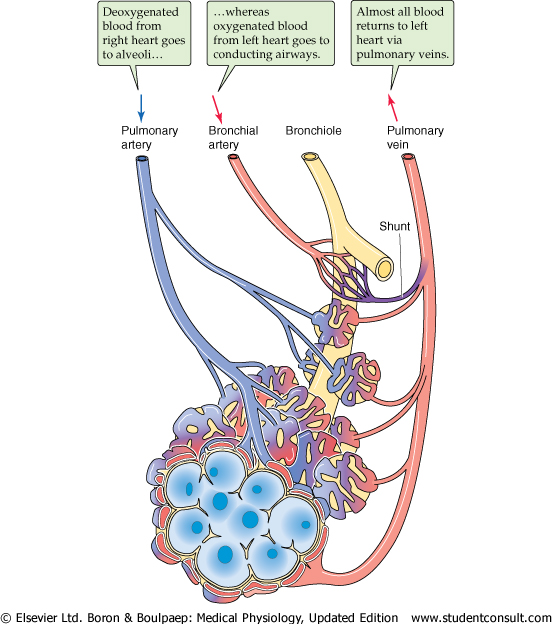 Deoxygenated
blood from
right heart goes
to alveoli...
...whereas
oxygenated blood
from left heart goes to
conducting airways.
Almost all blood
returns to left
heart via
pulmonary veins.
Pulmonary
artery
Bronchial
artery
Bronchiole
Pulmonary
vein
Shunt
© Elsevier Ltd. Boron & Boulpaep: Medical Physiology, Updated Edition www.studentconsult.com